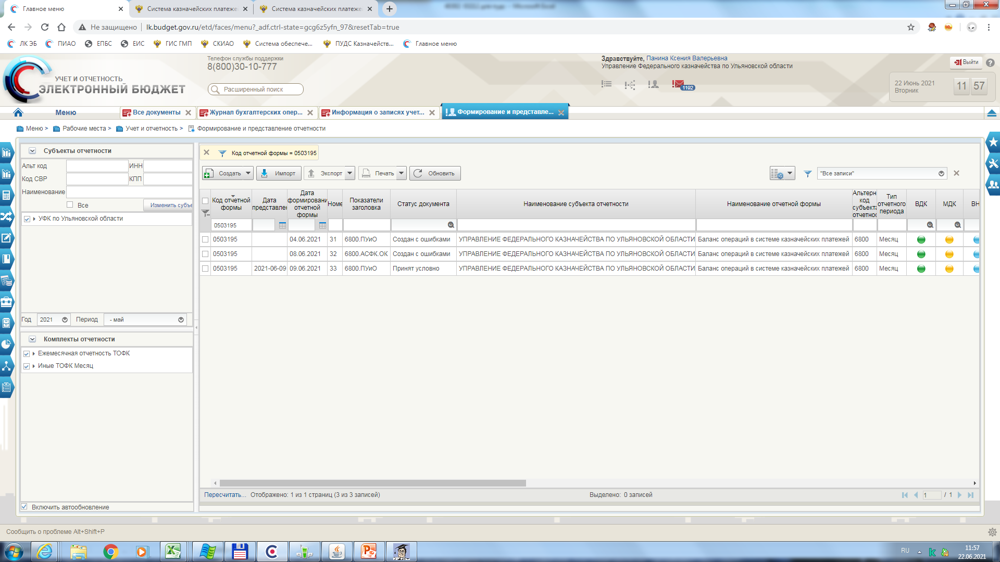 Главное меню
Система казначейских платеже
Система казначейских платеже
Не защищено
lk.budget.gov.ru/etd/faces/menu?_adf.ctrl-state=gcg6z5yfn_97&resetTab=true
ЛК ЭБ
ПИАО
ЕПБС
ЕИС
ГИС ГМП
СКИАО
Система обеспече...
ПУДС Казначейств...
Главное меню
Телефон службы поддержки
8(800)30-10-777
Здравствуйте, Панина Ксения Валерьевна
Управление Федерального казначейства по Ульяновской области
Выйти
УЧЕТ И ОТЧЕТНОСТЬ
ЭЛЕКТРОННЫЙ БЮДЖЕТ
Расширенный поиск
1192
22 Июнь 2021
Вторник
11 57
Меню
Все документы
Журнал бухгалтерских опер...
Информация о записях учет...
Формирование и представле...
Меню >
Рабочие места >
Учет и отчетность >
Формирование и представление отчетности
Субъекты отчетности
Альт код
ИНН
Код СВР
КПП
Наименование
Все
Изменить субъе
УФК по Ульяновской области
Год
2021
Период
- май
Комплекты отчетности
Ежемесячная отчетность ТОФК
Иные ТОФК Месяц
Включить автообновление
Код отчетной формы = 0503195
Создать
Импорт
Экспорт
Печать
Обновить
"Все записи"
Код отчетной формы
Дата представлен
Дата формировани отчетной формы
Номе
Показатели заголовка
Статус документа
Наименование субъекта отчетности
Наименование отчетной формы
Альтерн код субъекта отчетнос
Тип отчетного периода
ВДК
МДК
ВН
0503195
0503195 04.06.2021 31 6800.ПУиО Создан с ошибками УПРАВЛЕНИЕ ФЕДЕРАЛЬНОГО КАЗНАЧЕЙСТВА ПО УЛЬЯНОВСКОЙ ОБЛАСТИ Баланс операций в системе казначейских платежей 6800 Месяц
0503195 08.06.2021 32 6800.АСФК.ОК Создан с ошибками УПРАВЛЕНИЕ ФЕДЕРАЛЬНОГО КАЗНАЧЕЙСТВА ПО УЛЬЯНОВСКОЙ ОБЛАСТИ Баланс операций в системе казначейских платежей 6800 Месяц
0503195 2021-06-09 09.06.2021 33 6800.ПУиО Принят условно УПРАВЛЕНИЕ ФЕДЕРАЛЬНОГО КАЗНАЧЕЙСТВА ПО УЛЬЯНОВСКОЙ ОБЛАСТИ Баланс операций в системе казначейских платежей 6800 Месяц
Пересчитать...
Отображено: 1 из 1 страниц (3 из 3 записей)
Выделено: 0 записей
1 / 1
Сообщить о проблеме Alt+Shift+P
RU
11:57
22.06.2021